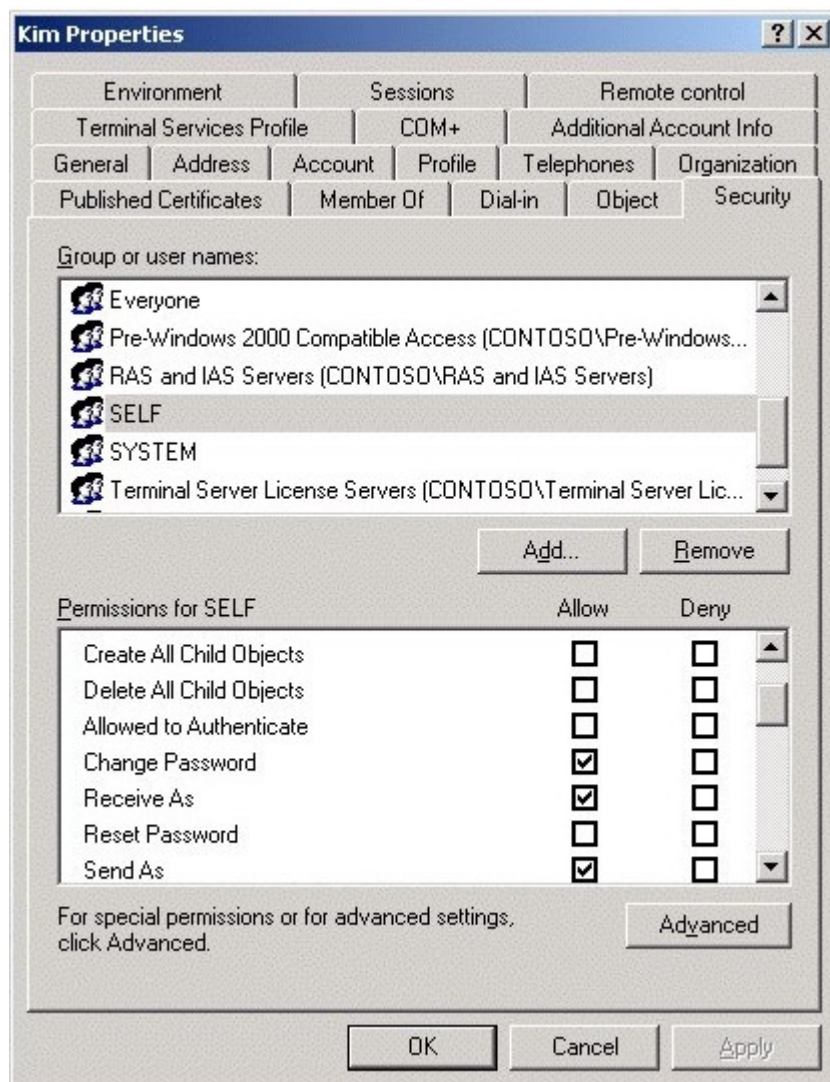 Kim Properties
Environment Sessions Remote control
Terminal Services Profile COM+ Additional Account Info
General Address Account Profile Telephones Organization
Published Certificates Member Of Dial-in Object Security
Group or user names:
Everyone
Pre-Windows 2000 Compatible Access (CONTOSO\Pre-Windows...
RAS and IAS Servers (CONTOSO\RAS and IAS Servers)
SELF
SYSTEM
Terminal Server License Servers (CONTOSO\Terminal Server Lic...
Add... Remove
Permissions for SELF Allow Deny
Create All Child Objects
Delete All Child Objects
Allowed to Authenticate
Change Password
Receive As
Reset Password
Send As
For special permissions or for advanced settings,
click Advanced.
Advanced
OK Cancel Apply